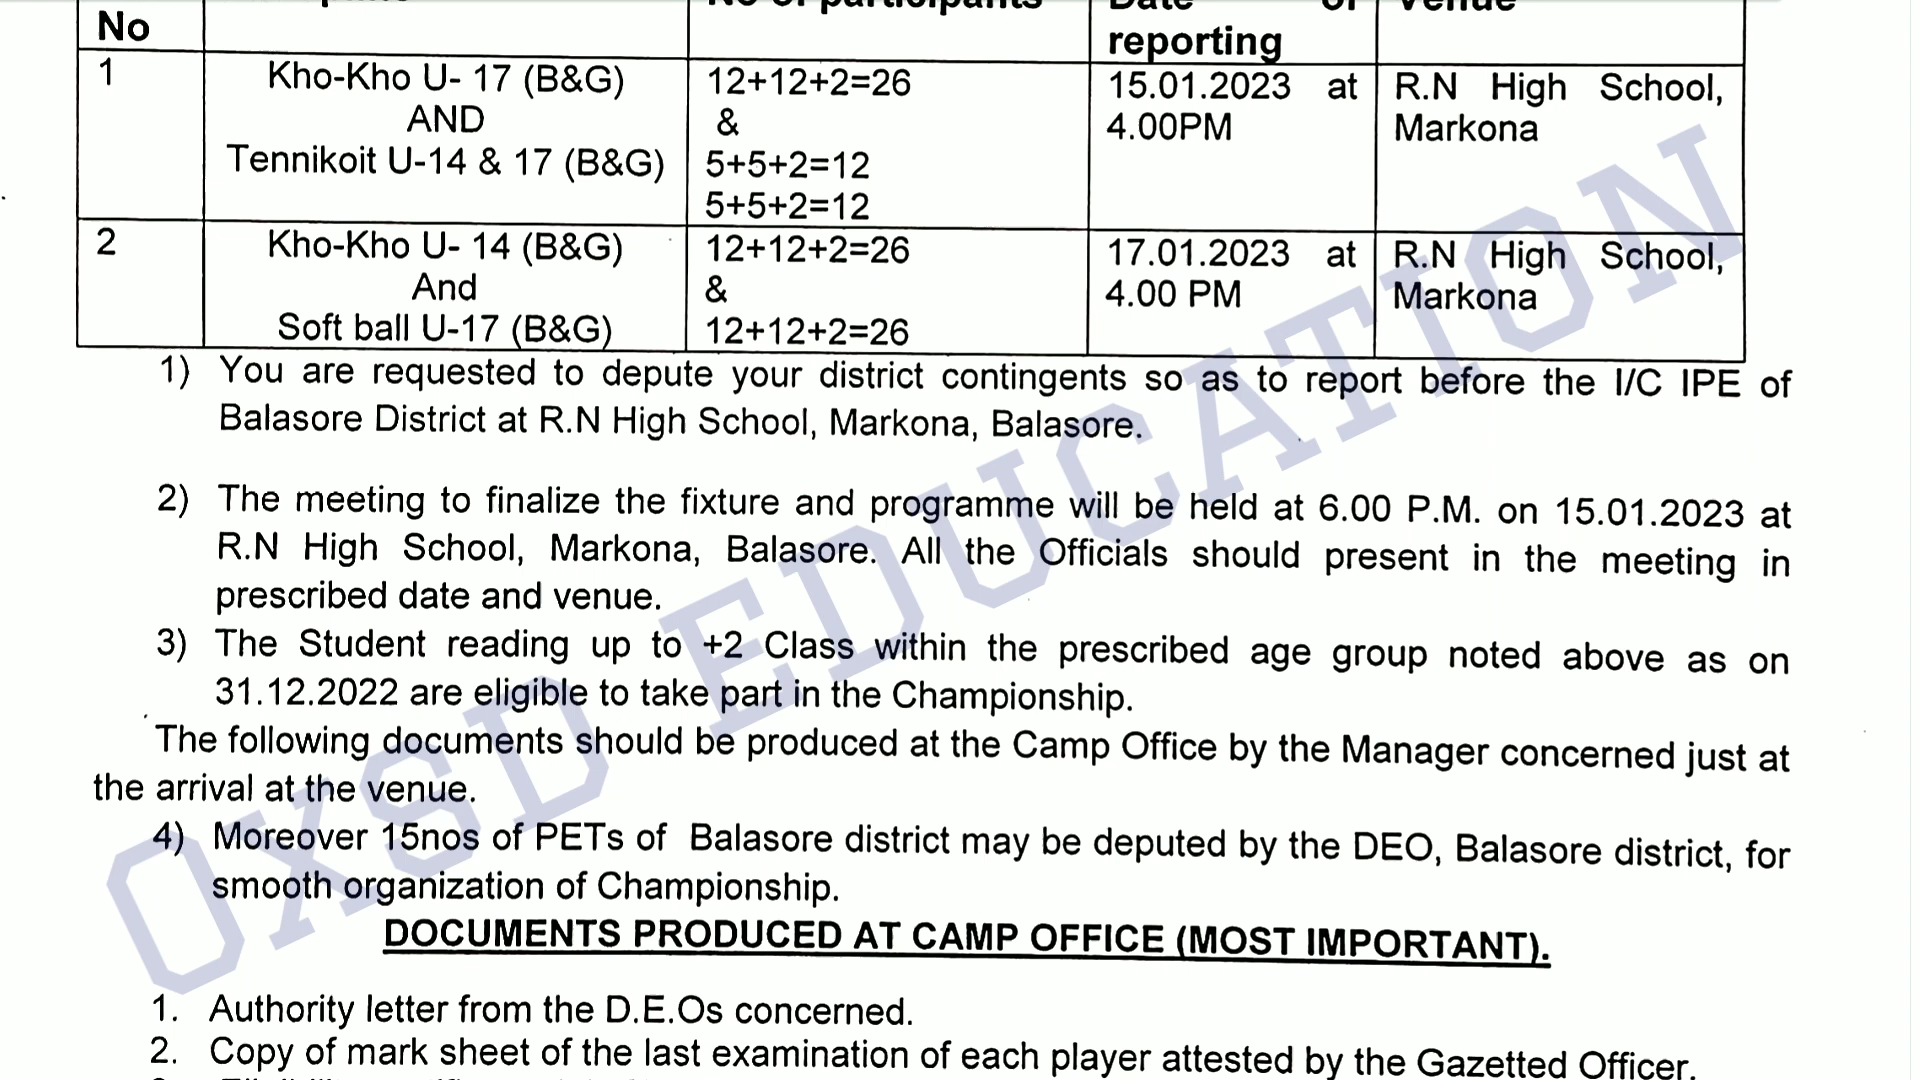 No
No of participants
Date of
Venue
reporting
1
Kho-Kho U- 17 (B&G)
AND
Tennikoit U-14 & 17 (B&G)
12+12+2=26
&
5+5+2=12
5+5+2=12
15.01.2023 at
4.00PM
R.N High School,
Markona
2
Kho-Kho U- 14 (B&G)
And
Soft ball U-17 (B&G)
12+12+2=26
&
12+12+2=26
17.01.2023 at
4.00 PM
R.N High School,
Markona
1) You are requested to depute your district contingents so as to report before the I/C IPE of
Balasore District at R.N High School, Markona, Balasore.
2) The meeting to finalize the fixture and programme will be held at 6.00 P.M. on 15.01.2023 at
R.N High School, Markona, Balasore. All the Officials should present in the meeting in
prescribed date and venue.
3) The Student reading up to +2 Class within the prescribed age group noted above as on
31.12.2022 are eligible to take part in the Championship.
The following documents should be produced at the Camp Office by the Manager concerned just at
the arrival at the venue.
4) Moreover 15nos of PETs of Balasore district may be deputed by the DEO, Balasore district, for
smooth organization of Championship.
DOCUMENTS PRODUCED AT CAMP OFFICE (MOST IMPORTANT).
1. Authority letter from the D.E.Os concerned.
2. Copy of mark sheet of the last examination of each player attested by the Gazetted Officer.
OXSD EDUCATION